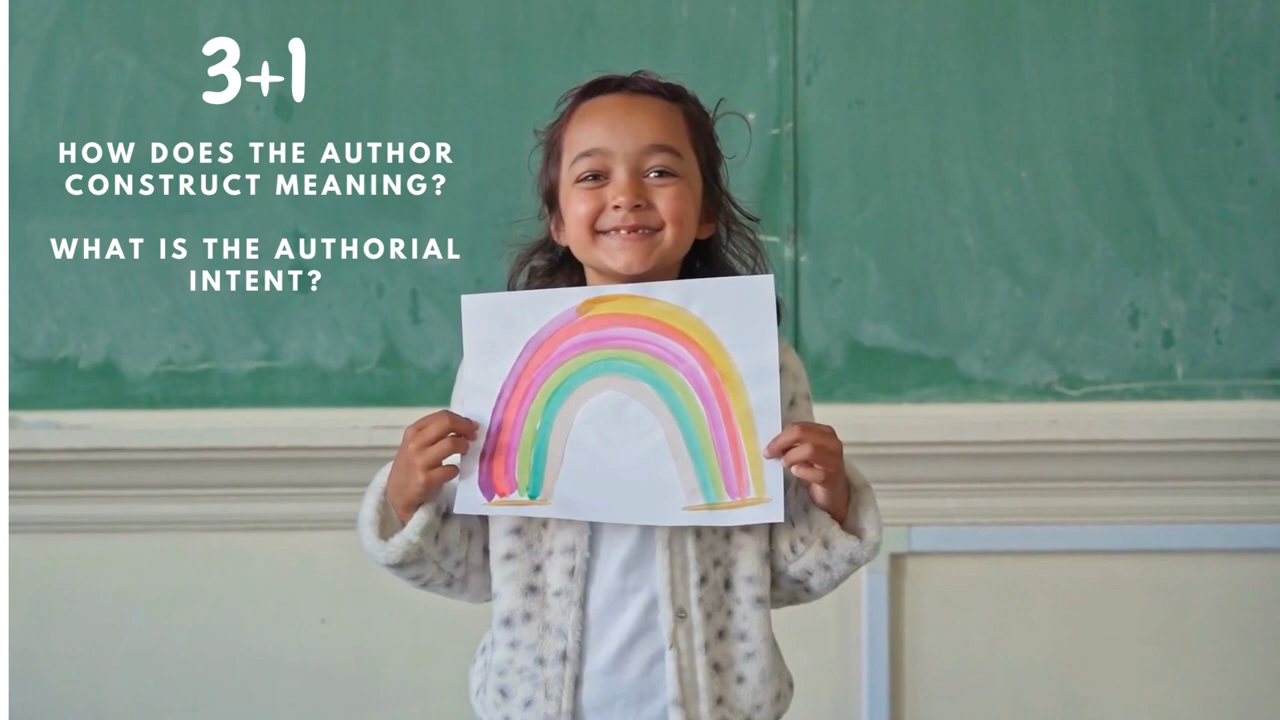 3+1
HOW DOES THE AUTHOR
CONSTRUCT MEANING?
WHAT IS THE AUTHORIAL
INTENT?